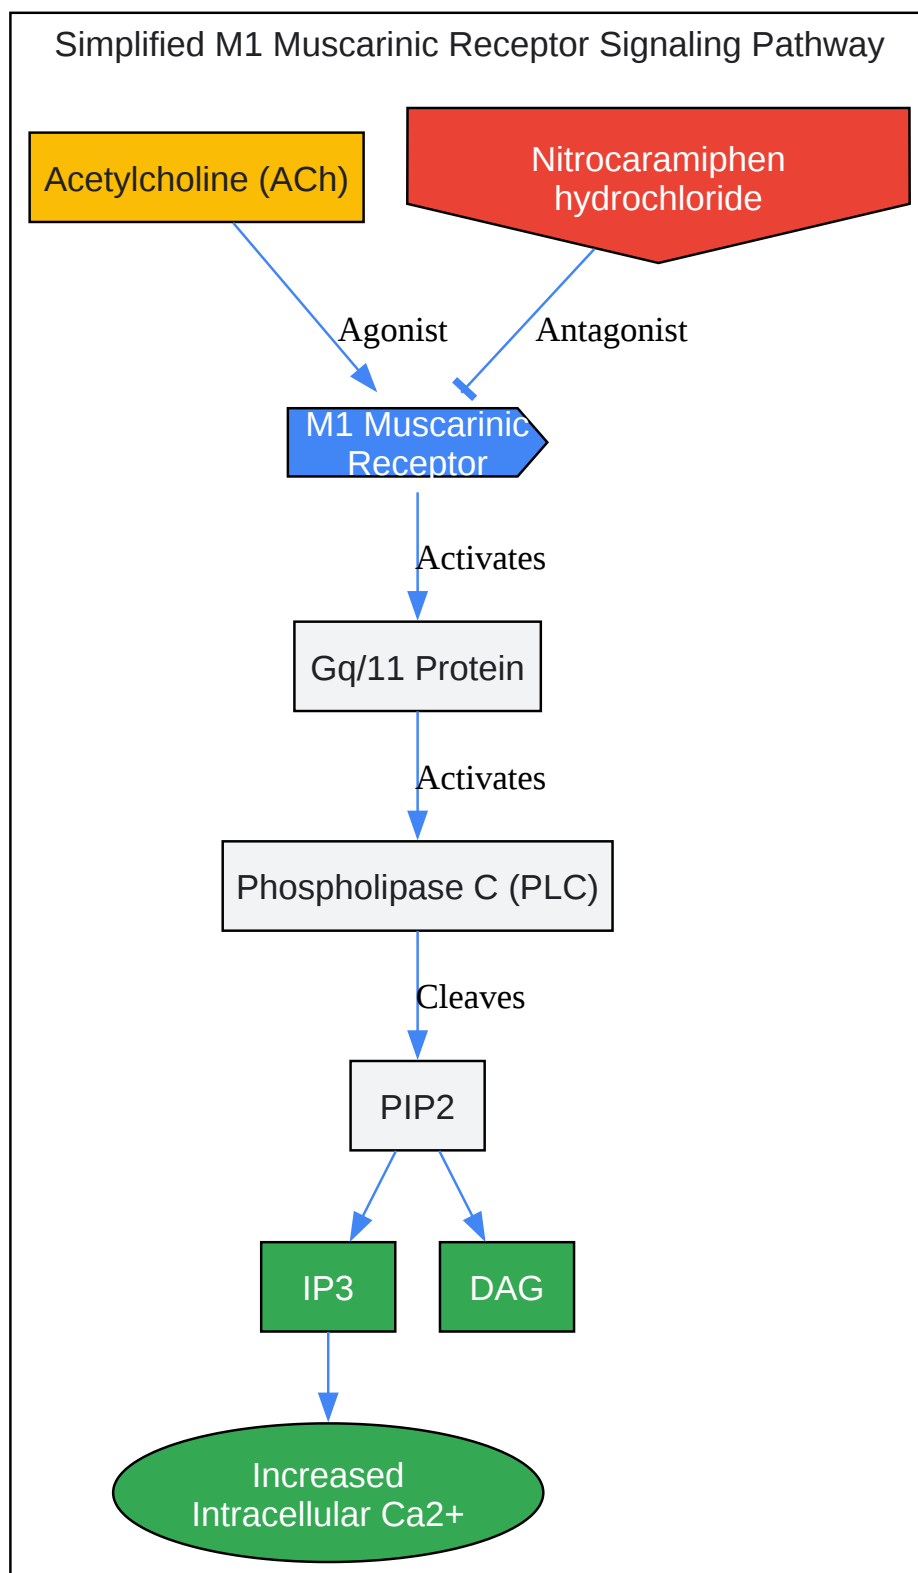 Simplified M1 Muscarinic Receptor Signaling Pathway
Acetylcholine (ACh)
Nitrocaramiphen
hydrochloride
Agonist
Antagonist
M1 Muscarinic
Receptor
Activates
Gq/11 Protein
Activates
Phospholipase C (PLC)
Cleaves
PIP2
IP3
DAG
Increased
Intracellular Ca2+